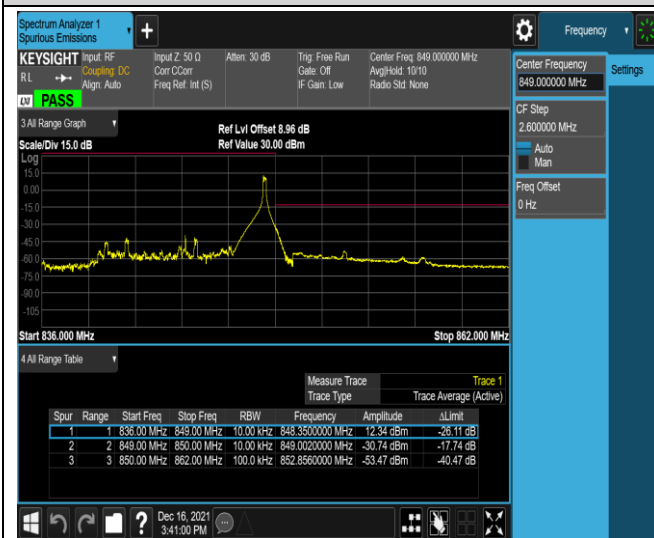 Spectrum Analyzer 1
Spurious Emissions
Frequency
KEYSIGHT
RL
PASS
Input: RF
Coupling: DC
Align: Auto
Input Z: 50 Ω
Corr CCorr
Freq Ref: Int (S)
Atten: 30 dB
Trig: Free Run
Gate: Off
IF Gain: Low
Center Freq: 849.000000 MHz
Avg|Hold: 10/10
Radio Std: None
Center Frequency
849.000000 MHz
Settings
CF Step
2.600000 MHz
Auto
Man
Freq Offset
0 Hz
3 All Range Graph
Scale/Div 15.0 dB
Ref Lvl Offset 8.96 dB
Ref Value 30.00 dBm
Log
15.0
0.00
-15.0
-30.0
-45.0
-60.0
-75.0
-90.0
-105
Start 836.000 MHz
Stop 862.000 MHz
4 All Range Table
Measure Trace Trace 1
Trace Type Trace Average (Active)
Spur Range Start Freq Stop Freq RBW Frequency Amplitude ΔLimit
1 1 836.00 MHz 849.00 MHz 10.00 kHz 848.3500000 MHz 12.34 dBm -26.11 dB
2 2 849.00 MHz 850.00 MHz 10.00 kHz 849.0020000 MHz -30.74 dBm -17.74 dB
3 3 850.00 MHz 862.00 MHz 100.0 kHz 852.8560000 MHz -53.47 dBm -40.47 dB
?
Dec 16, 2021
3:41:00 PM